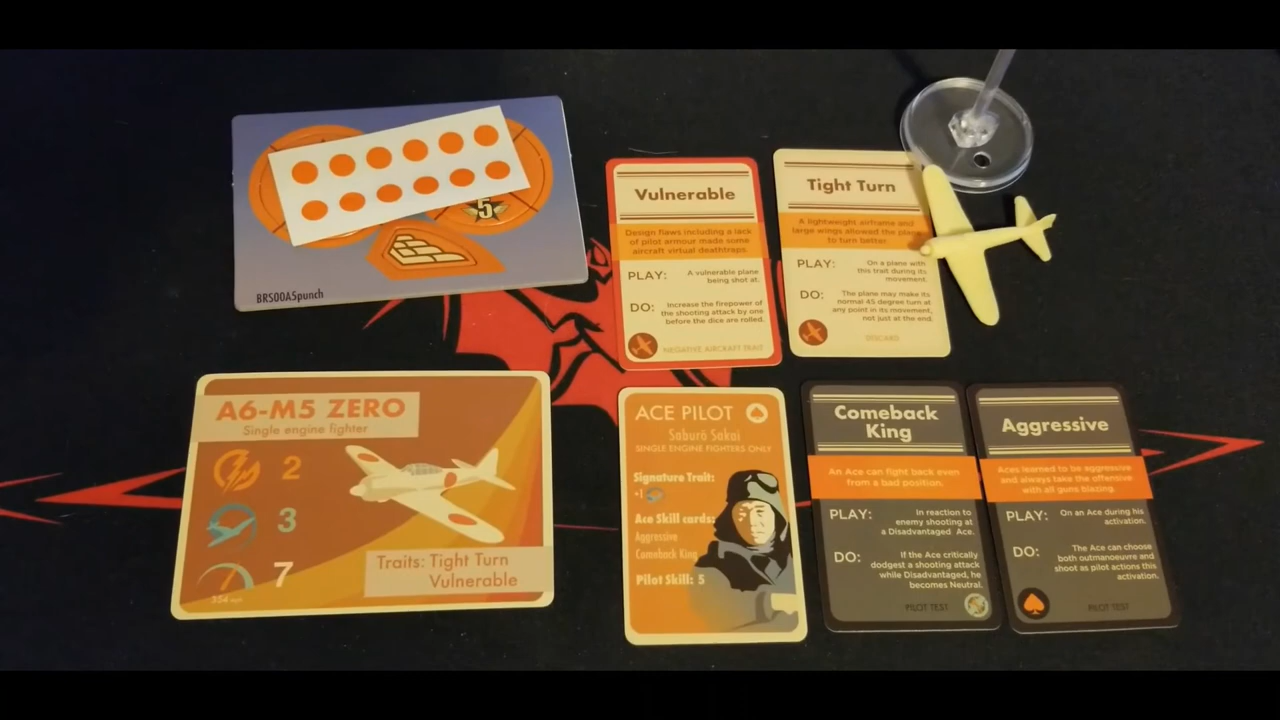 5
BRS00A5punch
Vulnerable
Design flaws including a lack
of pilot armour made some
aircraft virtual deathtraps.
PLAY:
A vulnerable plane
being shot at.
DO:
Increase the firepower of
the shooting attack by one
before the dice are rolled.
NEGATIVE AIRCRAFT TRAIT
Tight Turn
A lightweight airframe and
large wings allowed the plane
to turn better.
PLAY:
On a plane with
this trait during its
movement.
DO:
The plane may make its
normal 45 degree turn at
any point in its movement,
not just at the end.
DISCARD
A6-M5 ZERO
Single engine fighter
2
3
7
354 mph
Traits: Tight Turn
Vulnerable
ACE PILOT
Saburō Sakai
SINGLE ENGINE FIGHTERS ONLY
Signature Trait:
+1
Ace Skill cards:
Aggressive
Comeback King
Pilot Skill: 5
Comeback
King
An Ace can fight back even
from a bad position.
PLAY:
In reaction to
enemy shooting at
a Disadvantaged Ace.
DO:
If the Ace critically
dodgest a shooting attack
while Disadvantaged, he
becomes Neutral.
PILOT TEST
Aggressive
Aces learned to be aggressive
and always take the offensive
with all guns blazing.
PLAY:
On an Ace during his
activation.
DO:
The Ace can choose
both outmanoeuvre and
shoot as pilot actions this
activation.
PILOT TEST